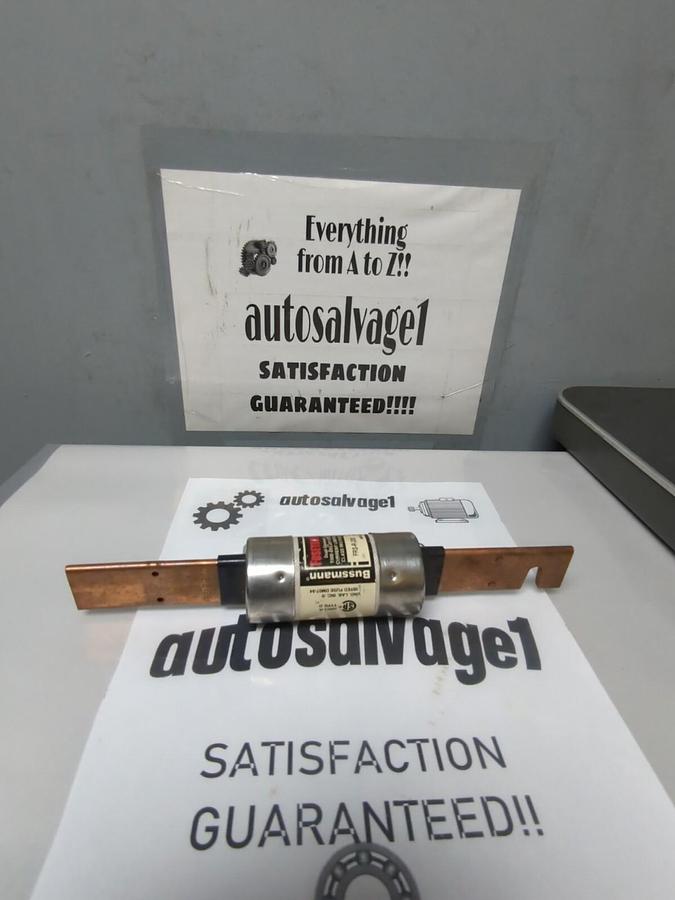 Everything
from A to Z!!
autosalvage1
SATISFACTION
GUARANTEED!!!!
autosalvage1
Bussmann
autosalvage1
SATISFACTION
GUARANTEED!!